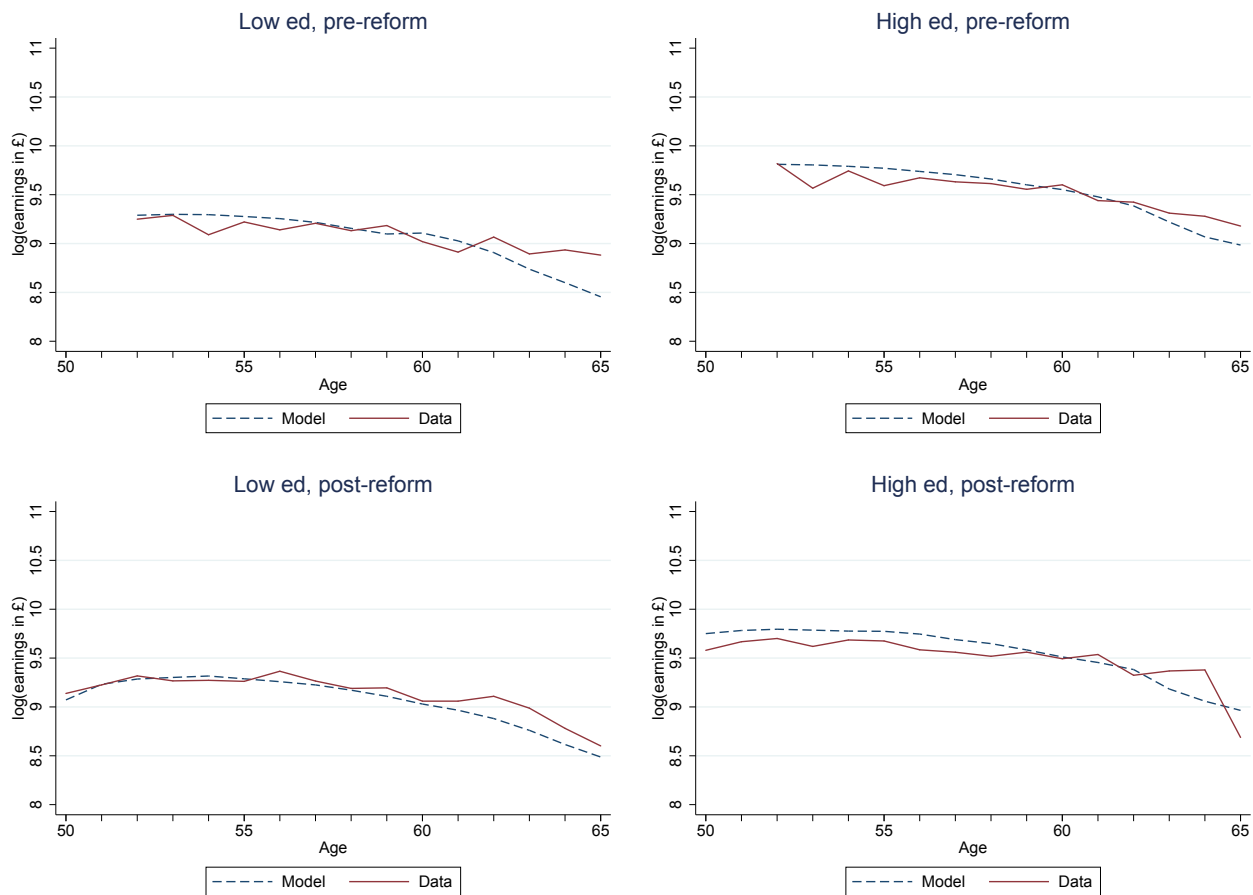 Low ed, pre-reform
11
10.5
10
9.5
9
8.5
8
log(earnings in £)
50
55
60
65
Age
Model
Data
High ed, pre-reform
11
10.5
10
9.5
9
8.5
8
log(earnings in £)
50
55
60
65
Age
Model
Data
Low ed, post-reform
11
10.5
10
9.5
9
8.5
8
log(earnings in £)
50
55
60
65
Age
Model
Data
High ed, post-reform
11
10.5
10
9.5
9
8.5
8
log(earnings in £)
50
55
60
65
Age
Model
Data